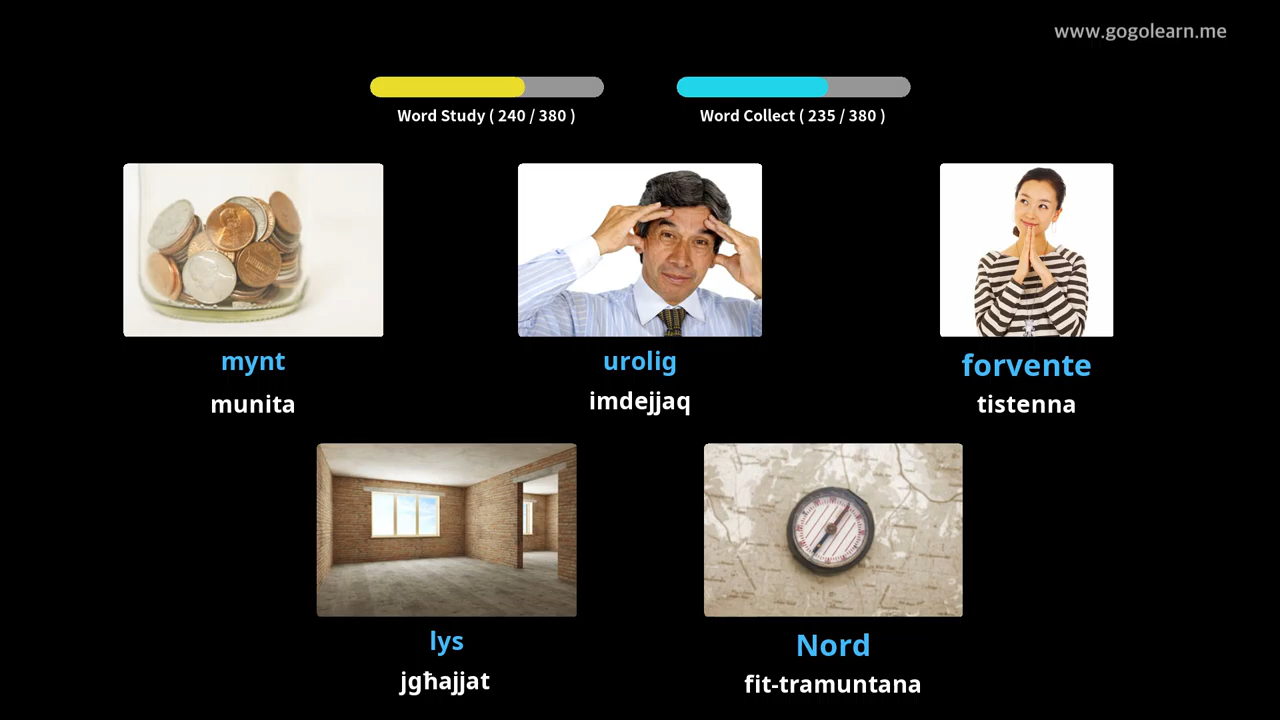 www.gogolearn.me
Word Study ( 240 / 380 )
Word Collect ( 235 / 380 )
mynt
munita
urolig
imdejjaq
forvente
tistenna
lys
jgħajjat
Nord
fit-tramuntana